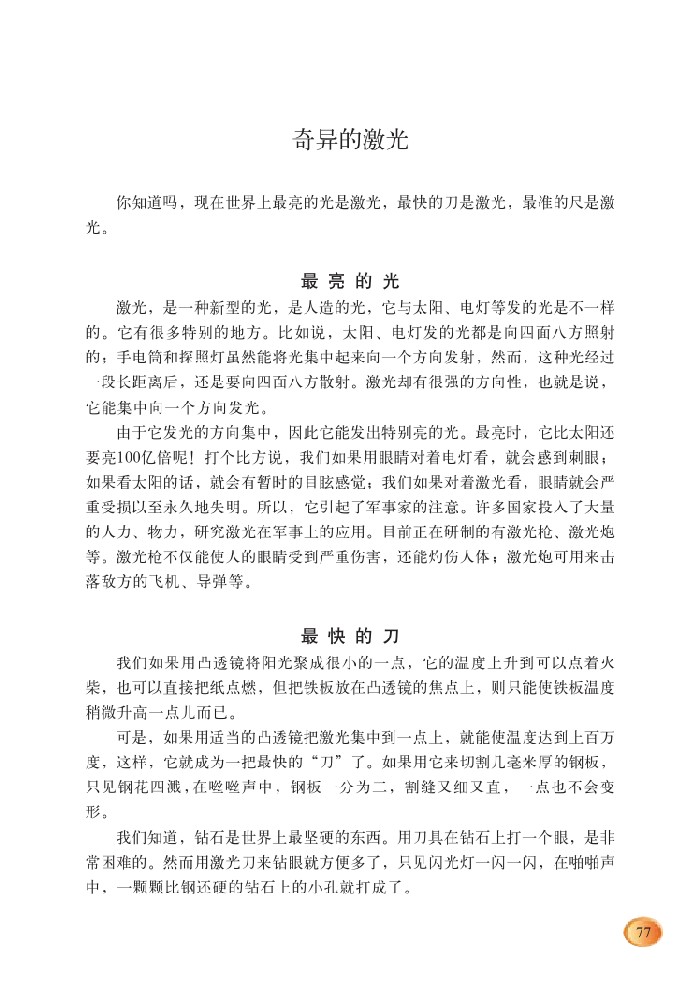 奇异的激光
你知道吗，现在世界上最亮的光是激光，最快的刀是激光，最准的尺是激
光。
最亮的光
激光，是一种新型的光，是人造的光，它与太阳、电灯等发的光是不一样
的。它有很多特别的地方。比如说，太阳、电灯发的光都是向四面八方照射
的；手电筒和探照灯虽然能将光集中起来向一个方向发射，然而，这种光经过
一段长距离后，还是要向四面八方散射。激光却有很强的方向性，也就是说，
它能集中向一个方向发光。
由于它发光的方向集中，因此它能发出特别亮的光。最亮时，它比太阳还
要亮100亿倍呢！打个比方说，我们如果用眼睛对着电灯看，就会感到刺眼；
如果看太阳的话，就会有暂时的目眩感觉；我们如果对着激光看，眼睛就会严
重受损以至永久地失明。所以，它引起了军事家的注意。许多国家投入了大量
的人力、物力，研究激光在军事上的应用。目前正在研制的有激光枪、激光炮
等。激光枪不仅能使人的眼睛受到严重伤害，还能灼伤人体；激光炮可用来击
落敌方的飞机、导弹等。
最快的刀
我们如果用凸透镜将阳光聚成很小的一点，它的温度上升到可以点着火
柴，也可以直接把纸点燃，但把铁板放在凸透镜的焦点上，则只能使铁板温度
稍微升高一点儿而已。
可是，如果用适当的凸透镜把激光集中到一点上，就能使温度达到上百万
度，这样，它就成为一把最快的“刀”了。如果用它来切割几毫米厚的钢板，
只见钢花四溅，在咝咝声中，钢板一分为二，割缝又细又直，一点也不会变
形。
我们知道，钻石是世界上最坚硬的东西。用刀具在钻石上打一个眼，是非
常困难的。然而用激光刀来钻眼就方便多了，只见闪光灯一闪一闪，在啪啪声
中，一颗颗比钢还硬的钻石上的小孔就打成了。
77